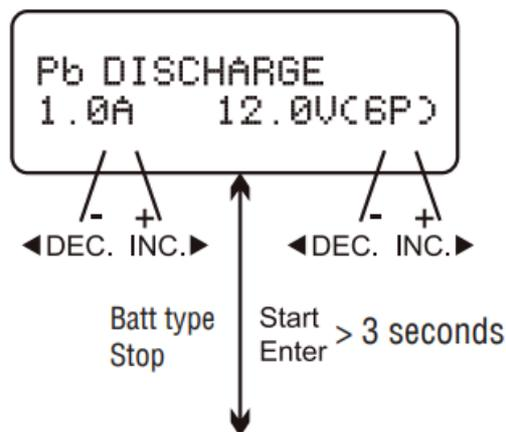 Pb DISCHARGE
1.0A 12.0V(6P)
- + - +
◀DEC. INC.▶ ◀DEC. INC.▶
Batt type Start > 3 seconds
Stop Enter